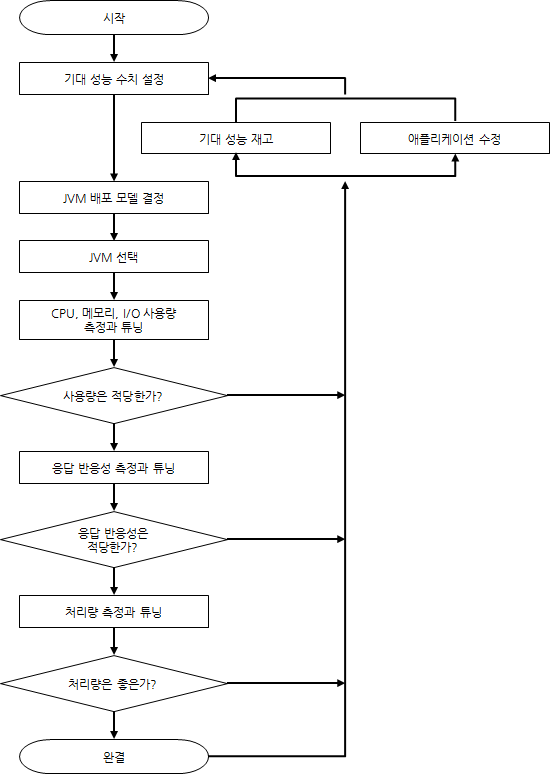 시작
기대 성능 수치 설정
기대 성능 재고
애플리케이션 수정
JVM 배포 모델 결정
JVM 선택
CPU, 메모리, I/O 사용량
측정과 튜닝
사용량은 적당한가?
응답 반응성 측정과 튜닝
응답 반응성은
적당한가?
처리량 측정과 튜닝
처리량은 좋은가?
완결